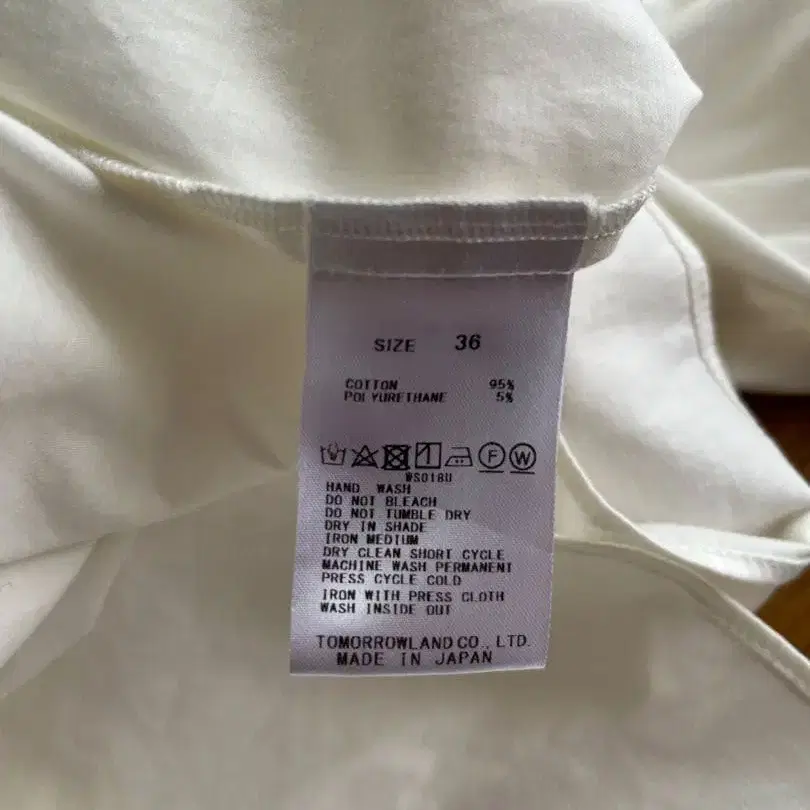 SIZE 36
COTTON 95%
POLYURETHANE 5%
F W
WS018U
HAND WASH
DO NOT BLEACH
DO NOT TUMBLE DRY
DRY IN SHADE
IRON MEDIUM
DRY CLEAN SHORT CYCLE
MACHINE WASH PERMANENT
PRESS CYCLE COLD
IRON WITH PRESS CLOTH
WASH INSIDE OUT
TOMORROWLAND CO., LTD.
MADE IN JAPAN